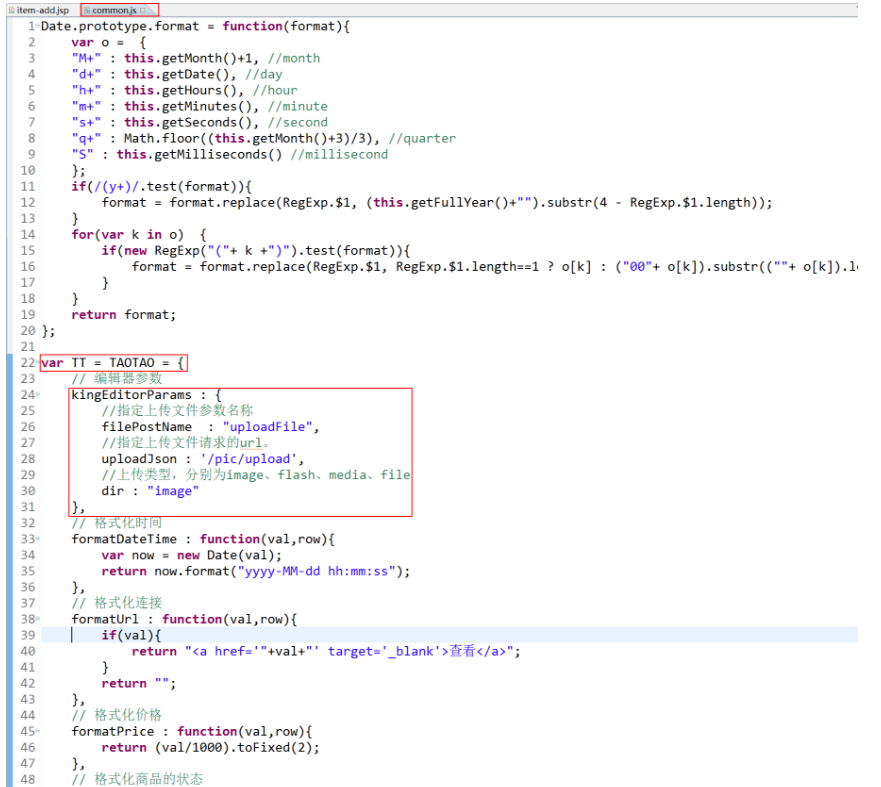 item-add.jsp common.js
1 Date.prototype.format = function(format){
2 var o = {
3 "M+" : this.getMonth()+1, //month
4 "d+" : this.getDate(), //day
5 "h+" : this.getHours(), //hour
6 "m+" : this.getMinutes(), //minute
7 "s+" : this.getSeconds(), //second
8 "q+" : Math.floor((this.getMonth()+3)/3), //quarter
9 "S" : this.getMilliseconds() //millisecond
10 };
11 if(/(y+)/.test(format)){
12 format = format.replace(RegExp.$1, (this.getFullYear()+"").substr(4 - RegExp.$1.length));
13 }
14 for(var k in o) {
15 if(new RegExp("("+ k +")").test(format)){
16 format = format.replace(RegExp.$1, RegExp.$1.length==1 ? o[k] : ("00"+ o[k]).substr((""+ o[k]).l
17 }
18 }
19 return format;
20 };
21
22 var TT = TAOTAO = {
23 // 编辑器参数
24 kingEditorParams : {
25 //指定上传文件参数名称
26 filePostName : "uploadFile",
27 //指定上传文件请求的url。
28 uploadJson : '/pic/upload',
29 //上传类型，分别为image、flash、media、file
30 dir : "image"
31 },
32 // 格式化时间
33 formatDateTime : function(val,row){
34 var now = new Date(val);
35 return now.format("yyyy-MM-dd hh:mm:ss");
36 },
37 // 格式化连接
38 formatUrl : function(val,row){
39 if(val){
40 return "<a href='"+val+"' target='_blank'>查看</a>";
41 }
42 return "";
43 },
44 // 格式化价格
45 formatPrice : function(val,row){
46 return (val/1000).toFixed(2);
47 },
48 // 格式化商品的状态